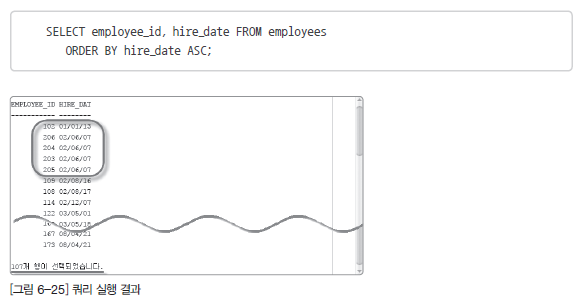 SELECT employee_id, hire_date FROM employees
ORDER BY hire_date ASC;
EMPLOYEE_ID HIRE_DAT
----------- --------
102 01/01/13
206 02/06/07
204 02/06/07
203 02/06/07
205 02/06/07
109 02/08/16
108 02/08/17
114 02/12/07
122 03/05/01
03/05/18
167 08/04/21
173 08/04/21
107개 행이 선택되었습니다.
[그림 6-25] 쿼리 실행 결과